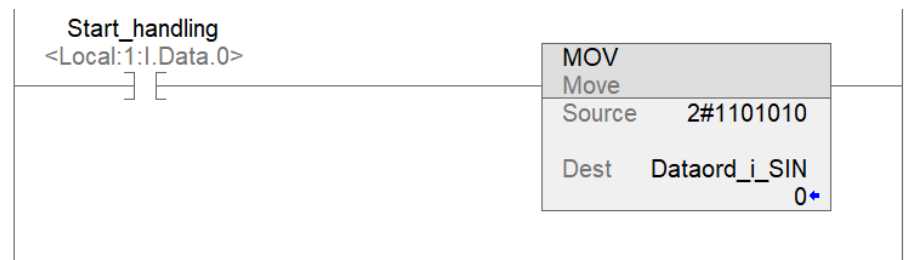 Start_handling
<Local:1:I.Data.0>
MOV
Move
Source 2#1101010
Dest Dataord_i_SIN
0